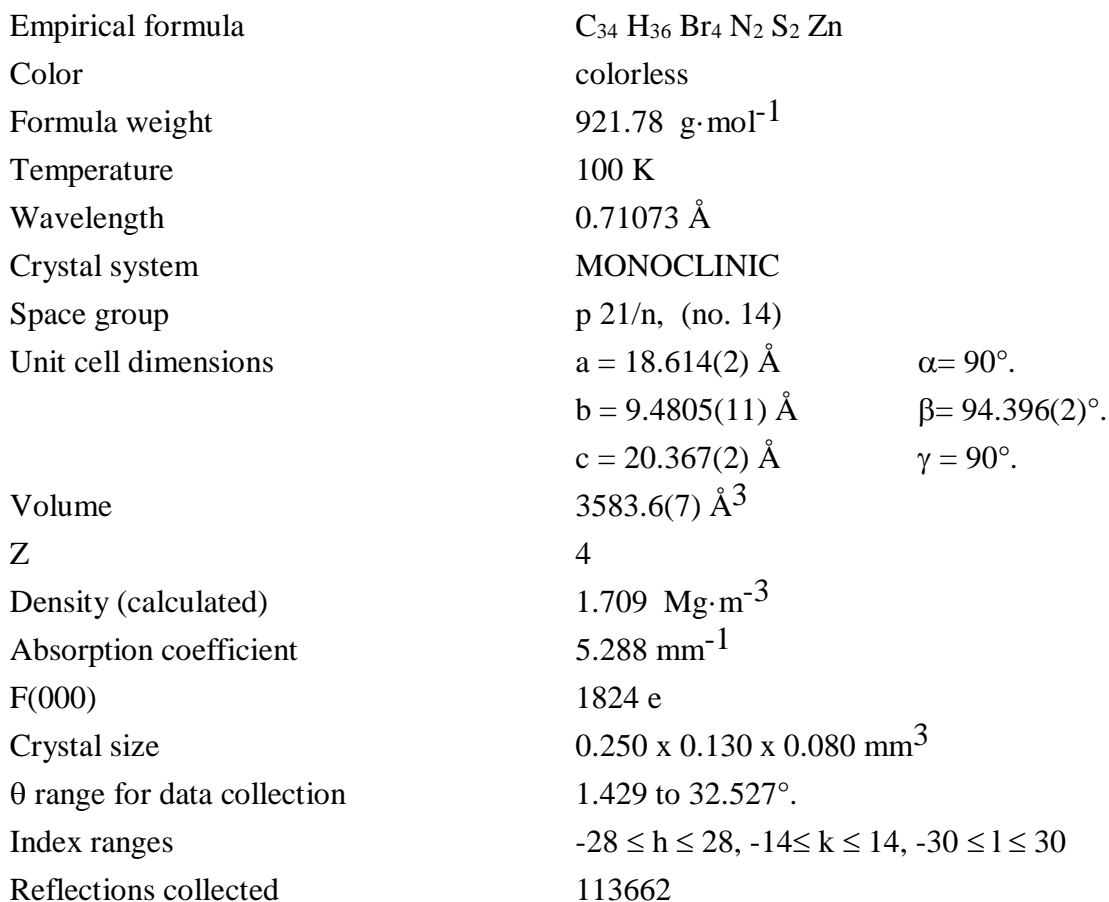 Empirical formula C₃₄ H₃₆ Br₄ N₂ S₂ Zn
Color colorless
Formula weight 921.78 g·mol⁻¹
Temperature 100 K
Wavelength 0.71073 Å
Crystal system MONOCLINIC
Space group p 21/n, (no. 14)
Unit cell dimensions a = 18.614(2) Å α= 90°.
b = 9.4805(11) Å β= 94.396(2)°.
c = 20.367(2) Å γ = 90°.
Volume 3583.6(7) Å³
Z 4
Density (calculated) 1.709 Mg·m⁻³
Absorption coefficient 5.288 mm⁻¹
F(000) 1824 e
Crystal size 0.250 x 0.130 x 0.080 mm³
θ range for data collection 1.429 to 32.527°.
Index ranges -28 ≤ h ≤ 28, -14≤ k ≤ 14, -30 ≤ l ≤ 30
Reflections collected 113662